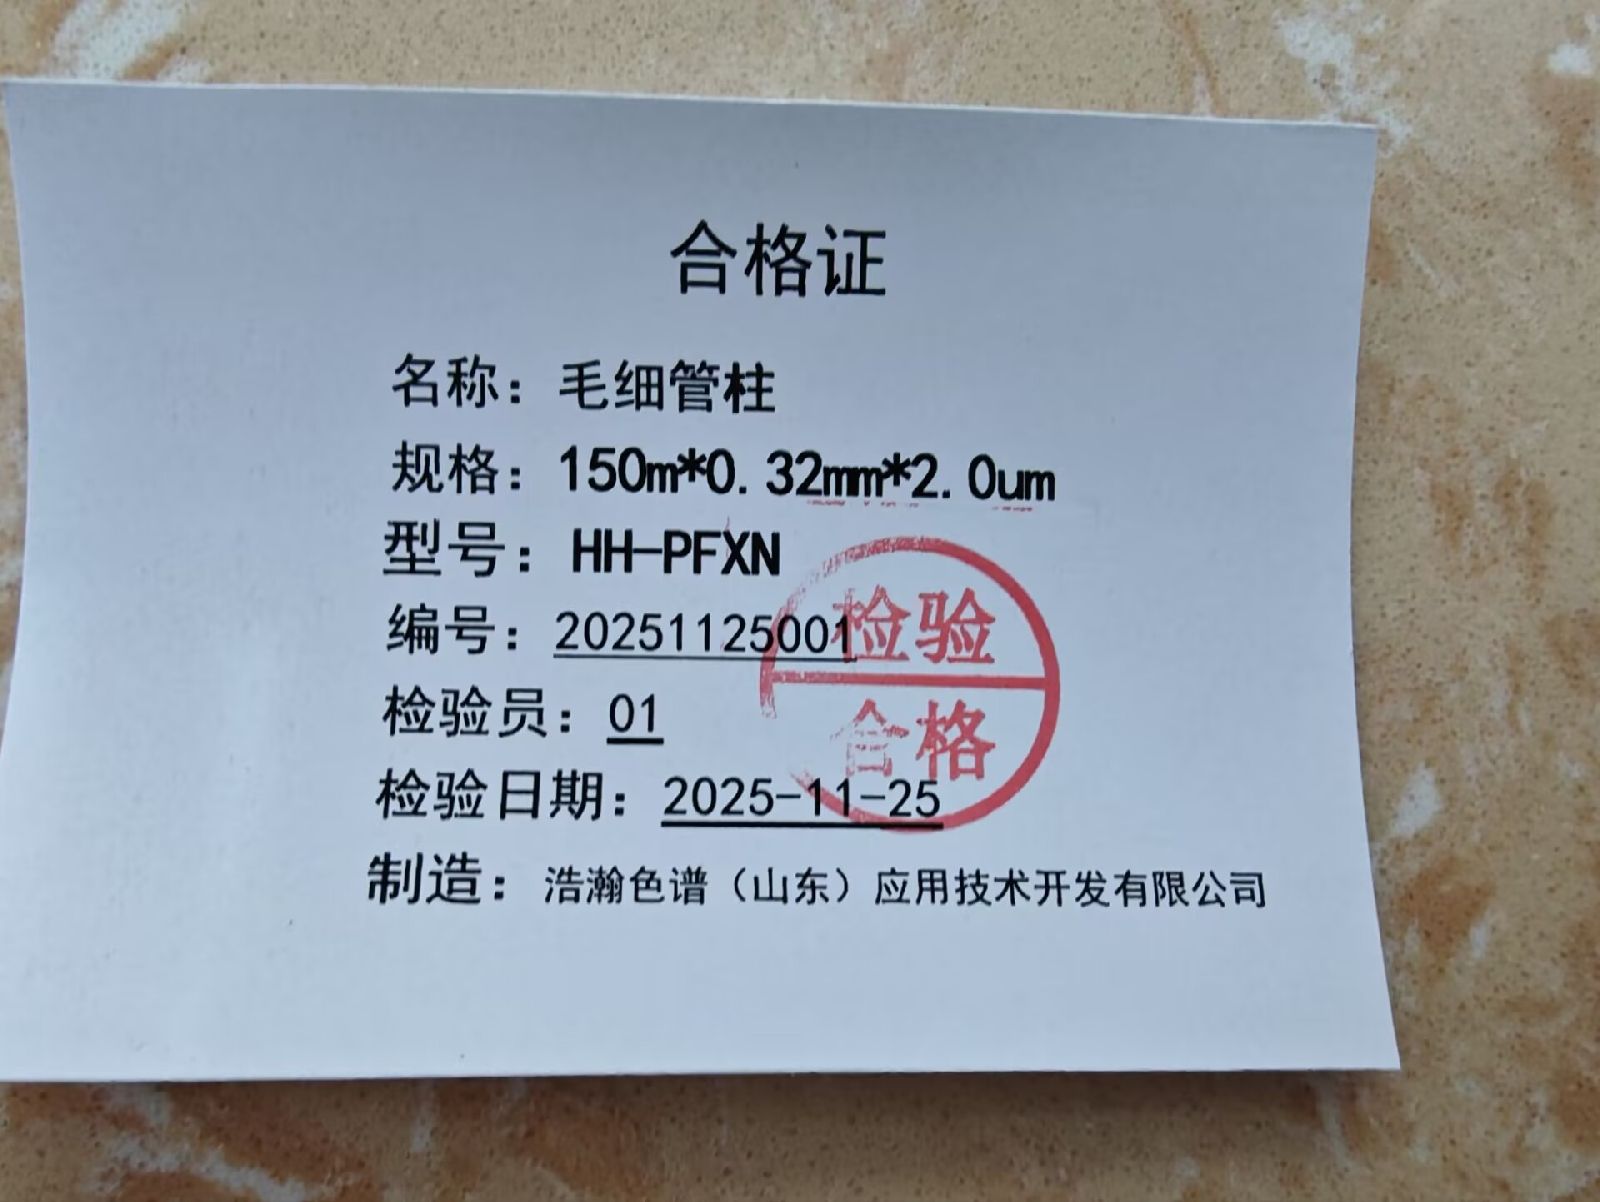 合格证
名称：毛细管柱
规格：150m*0.32mm*2.0um
型号：HH-PFXN
编号：20251125001
检验
检验员：01
合格
检验日期：2025-11-25
制造：浩瀚色谱（山东）应用技术开发有限公司